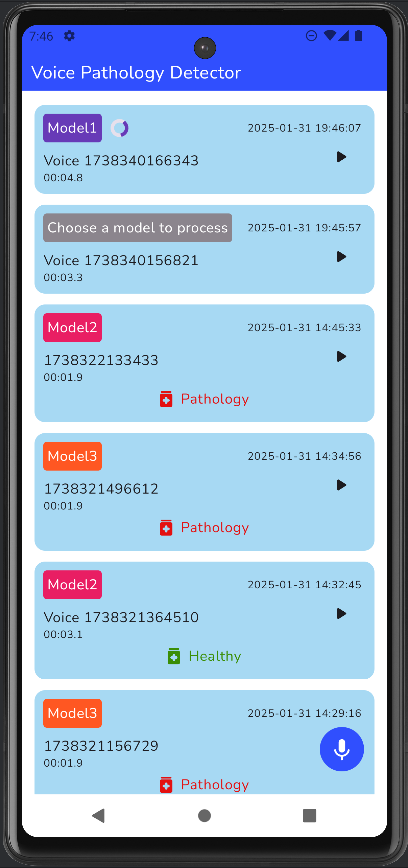 7:46
Voice Pathology Detector
Model1 2025-01-31 19:46:07
Voice 1738340166343
00:04.8
Choose a model to process 2025-01-31 19:45:57
Voice 1738340156821
00:03.3
Model2 2025-01-31 14:45:33
1738322133433
00:01.9
Pathology
Model3 2025-01-31 14:34:56
1738321496612
00:01.9
Pathology
Model2 2025-01-31 14:32:45
Voice 1738321364510
00:03.1
Healthy
Model3 2025-01-31 14:29:16
1738321156729
00:01.9
Pathology